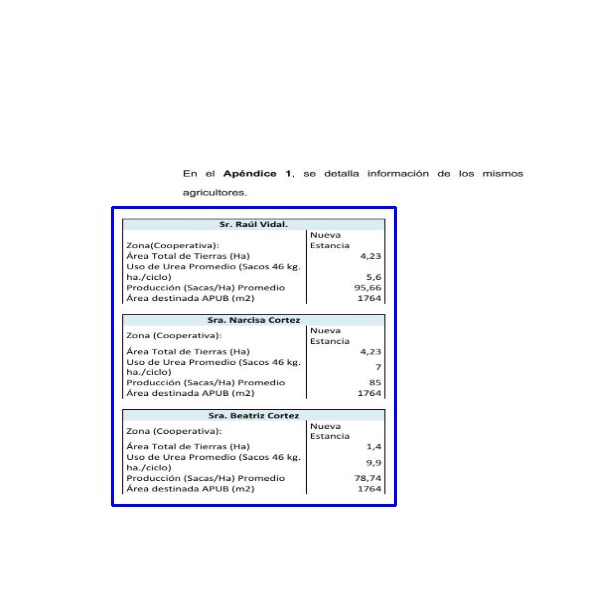 En el Apéndice 1, se detalla información de los mismos
agricultores.
Sr. Raúl Vidal.
Zona(Cooperativa): Nueva
Estancia
Área Total de Tierras (Ha) 4,23
Uso de Urea Promedio (Sacos 46 kg.
ha./ciclo) 5,6
Producción (Sacas/Ha) Promedio 95,66
Área destinada APUB (m2) 1764
Sra. Narcisa Cortez
Zona (Cooperativa): Nueva
Estancia
Área Total de Tierras (Ha) 4,23
Uso de Urea Promedio (Sacos 46 kg.
ha./ciclo) 7
Producción (Sacas/Ha) Promedio 85
Área destinada APUB (m2) 1764
Sra. Beatriz Cortez
Zona (Cooperativa): Nueva
Estancia
Área Total de Tierras (Ha) 1,4
Uso de Urea Promedio (Sacos 46 kg.
ha./ciclo) 9,9
Producción (Sacas/Ha) Promedio 78,74
Área destinada APUB (m2) 1764